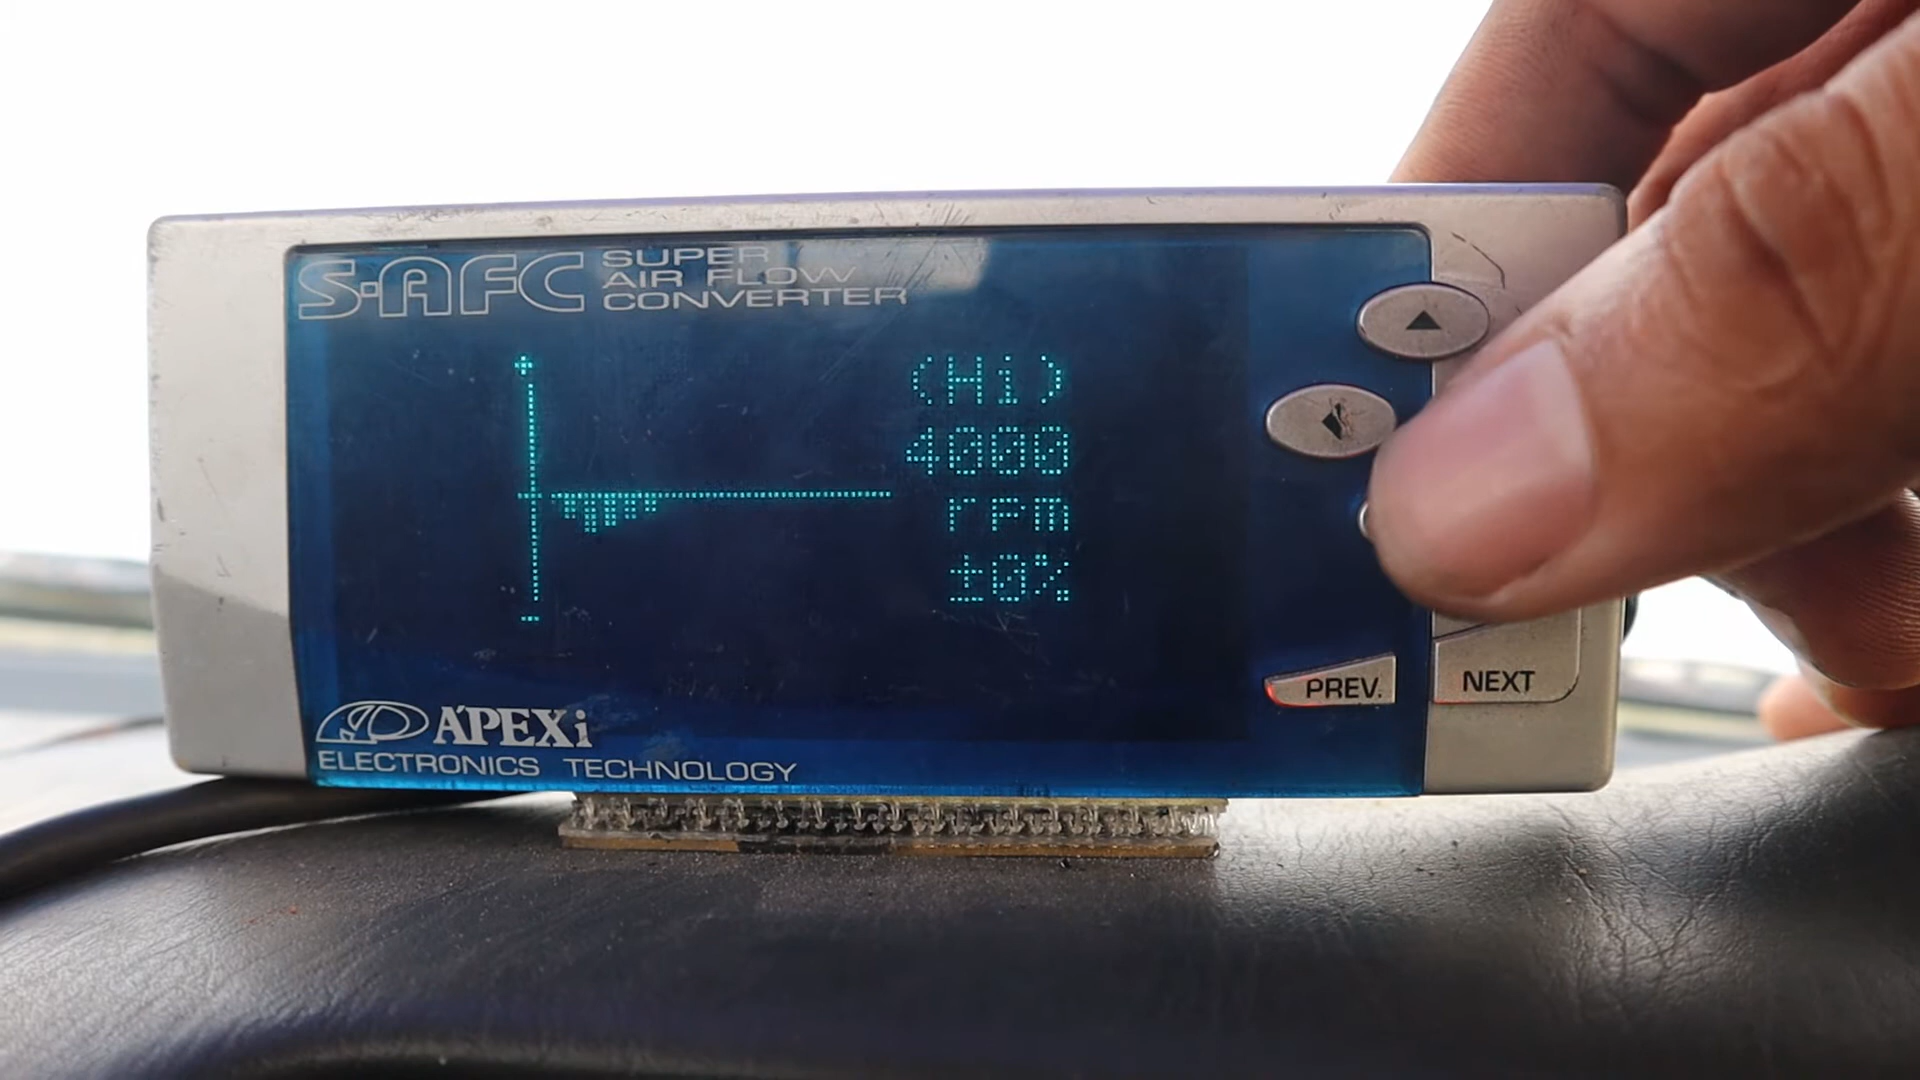 S-AFC
SUPER
AIR FLOW
CONVERTER
(Hi)
4000
rpm
±0%
PREV.
NEXT
A'PEXi
ELECTRONICS TECHNOLOGY